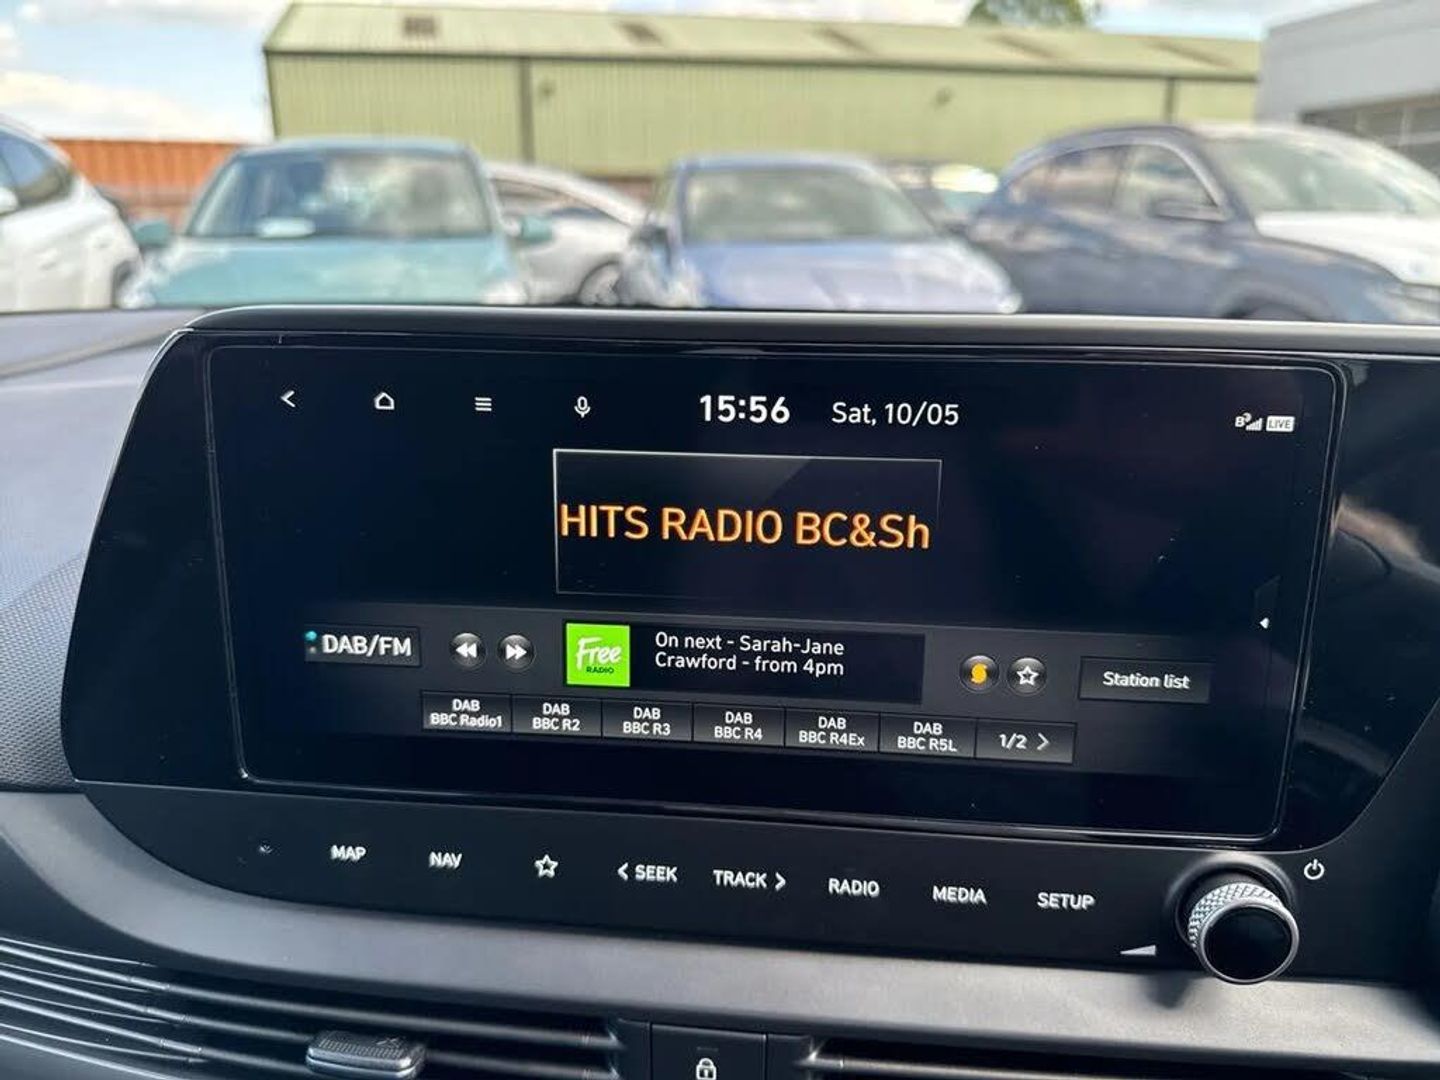 15:56 Sat, 10/05
LIVE
HITS RADIO BC&Sh
DAB/FM
Free
RADIO
On next - Sarah-Jane
Crawford - from 4pm
Station list
DAB
BBC Radio1
DAB
BBC R2
DAB
BBC R3
DAB
BBC R4
DAB
BBC R4Ex
DAB
BBC R5L
1/2 >
MAP
NAV
< SEEK
TRACK >
RADIO
MEDIA
SETUP